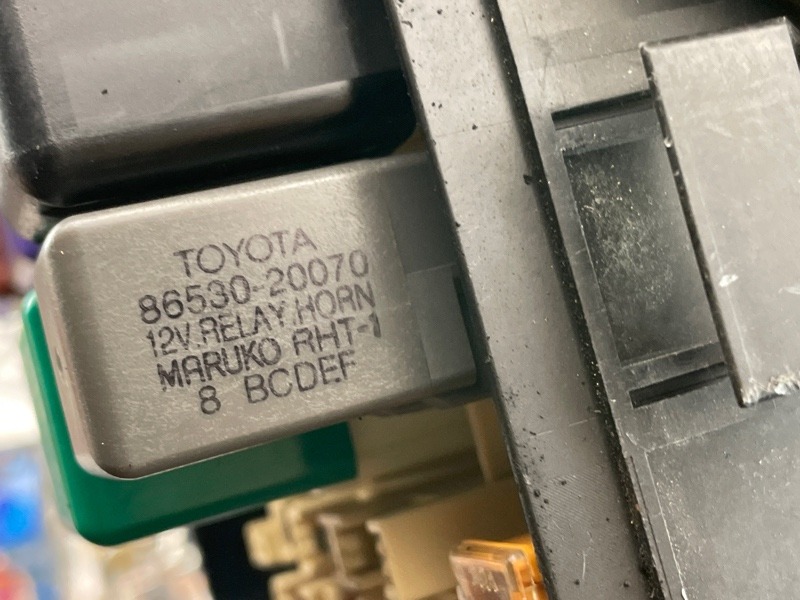 TOYOTA
86530-20070
12V.RELAY,HORN
MARUKO RHT-1
8 BCDEF